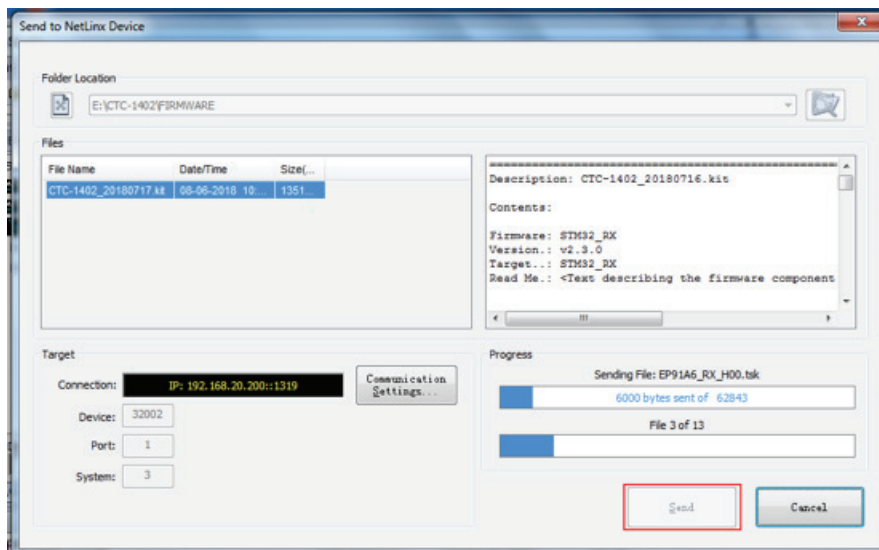 Send to NetLinx Device
Folder Location
E:\CTC-1402\FIRMWARE
Files
File Name Date/Time Size(...
CTC-1402_20180717.kit 08-06-2018 10:... 1351...
Description: CTC-1402_20180716.kit
Contents:
Firmware: STM32_RX
Version.: v2.3.0
Target..: STM32_RX
Read Me.: <Text describing the firmware component
Target
Connection: IP: 192.168.20.200::1319
Communication
Settings...
Device: 32002
Port: 1
System: 3
Progress
Sending File: EP91A6_RX_H00.tsk
6000 bytes sent of 62843
File 3 of 13
Send
Cancel